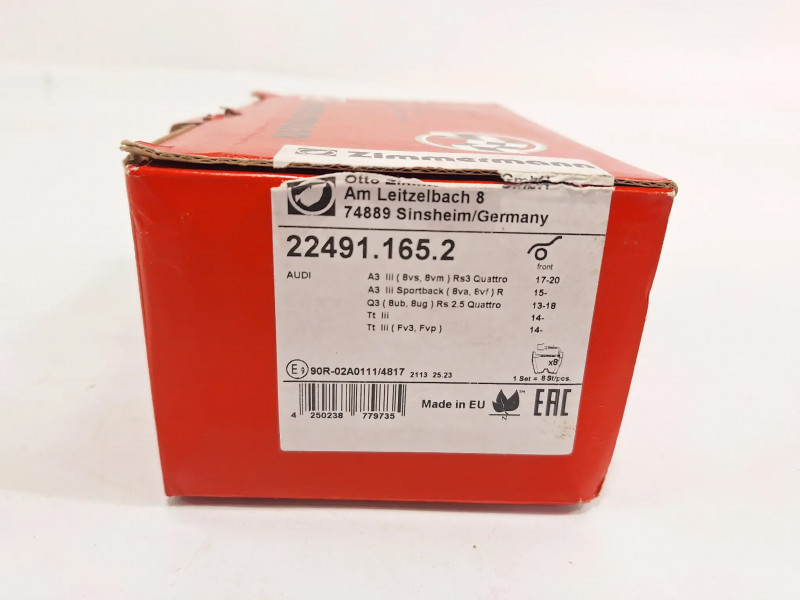 Zimmermann
Otto
GmbH
Am Leitzelbach 8
74889 Sinsheim/Germany
22491.165.2
front
AUDI
A3 Iii ( 8vs, 8vm ) Rs3 Quattro 17-20
A3 Iii Sportback ( 8va, 8vf ) R 15-
Q3 ( 8ub, 8ug ) Rs 2.5 Quattro 13-18
Tt Iii 14-
Tt Iii ( Fv3, Fvp ) 14-
x8
1 Set = 8 St/pcs.
E9 90R-02A0111/4817 2113 25.23
Made in EU
EAC
4 250238 779735